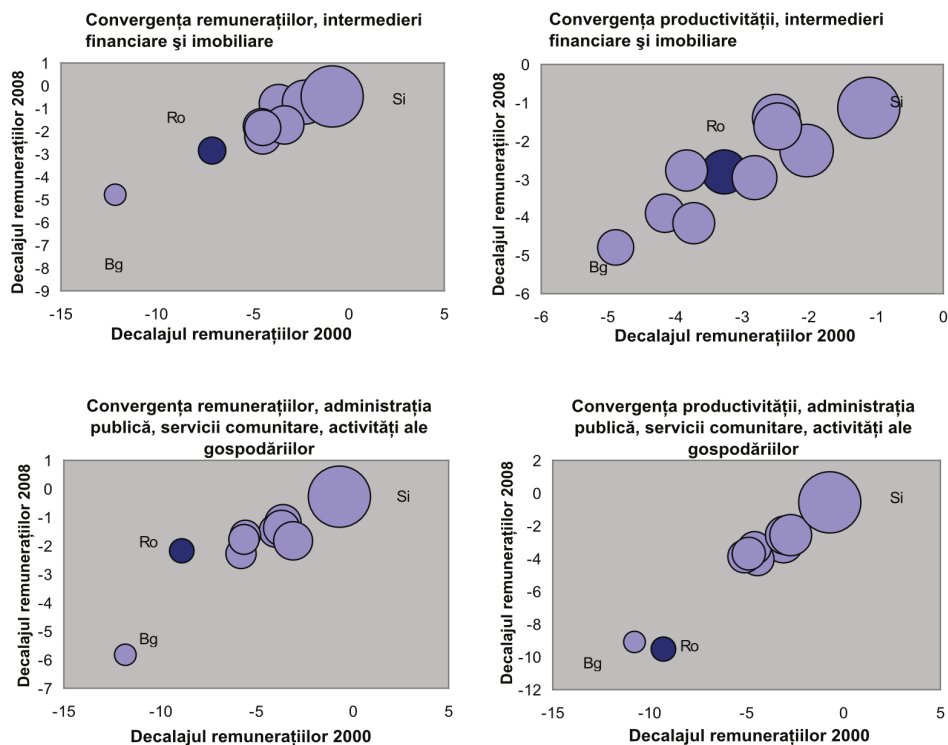 Convergența remunerațiilor, intermedieri
financiare şi imobiliare
Decalajul remunerațiilor 2008
1
0
-1
-2
-3
-4
-5
-6
-7
-8
-9
Ro
Si
Bg
-15
-10
-5
0
5
Decalajul remunerațiilor 2000
Convergența productivității, intermedieri
financiare şi imobiliare
Decalajul remunerațiilor 2008
0
-1
-2
-3
-4
-5
-6
Si
Ro
Bg
-6
-5
-4
-3
-2
-1
0
Decalajul remunerațiilor 2000
Convergența remunerațiilor, administrația
publică, servicii comunitare, activități ale
gospodăriilor
Decalajul remunerațiilor 2008
1
0
-1
-2
-3
-4
-5
-6
-7
Si
Ro
Bg
-15
-10
-5
0
5
Decalajul remunerațiilor 2000
Convergența productivității, administrația
publică, servicii comunitare, activități ale
gospodăriilor
Decalajul remunerațiilor 2008
2
0
-2
-4
-6
-8
-10
-12
Si
Ro
Bg
-15
-10
-5
0
5
Decalajul remunerațiilor 2000